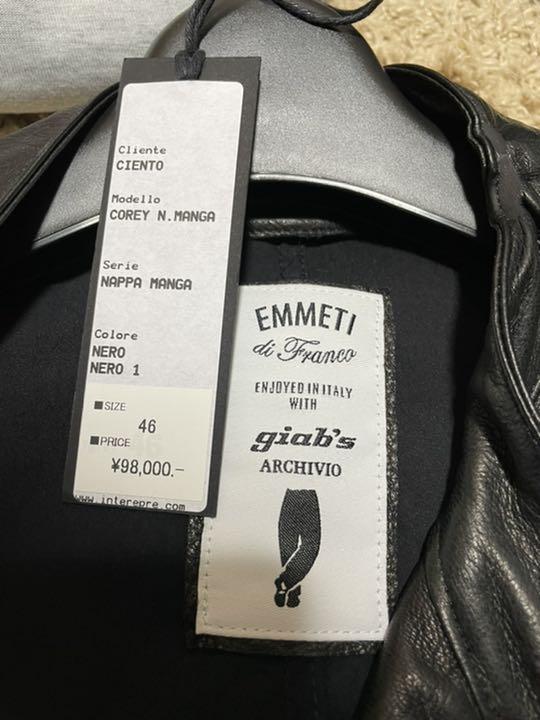 Cliente
CIENTO
Modello
COREY N.MANGA
Serie
NAPPA MANGA
Colore
NERO
NERO 1
■SIZE
46
■PRICE
¥98,000.-
www.interepre.com
EMMETI
di Franco
ENJOYED IN ITALY
WITH
giab's
ARCHIVIO